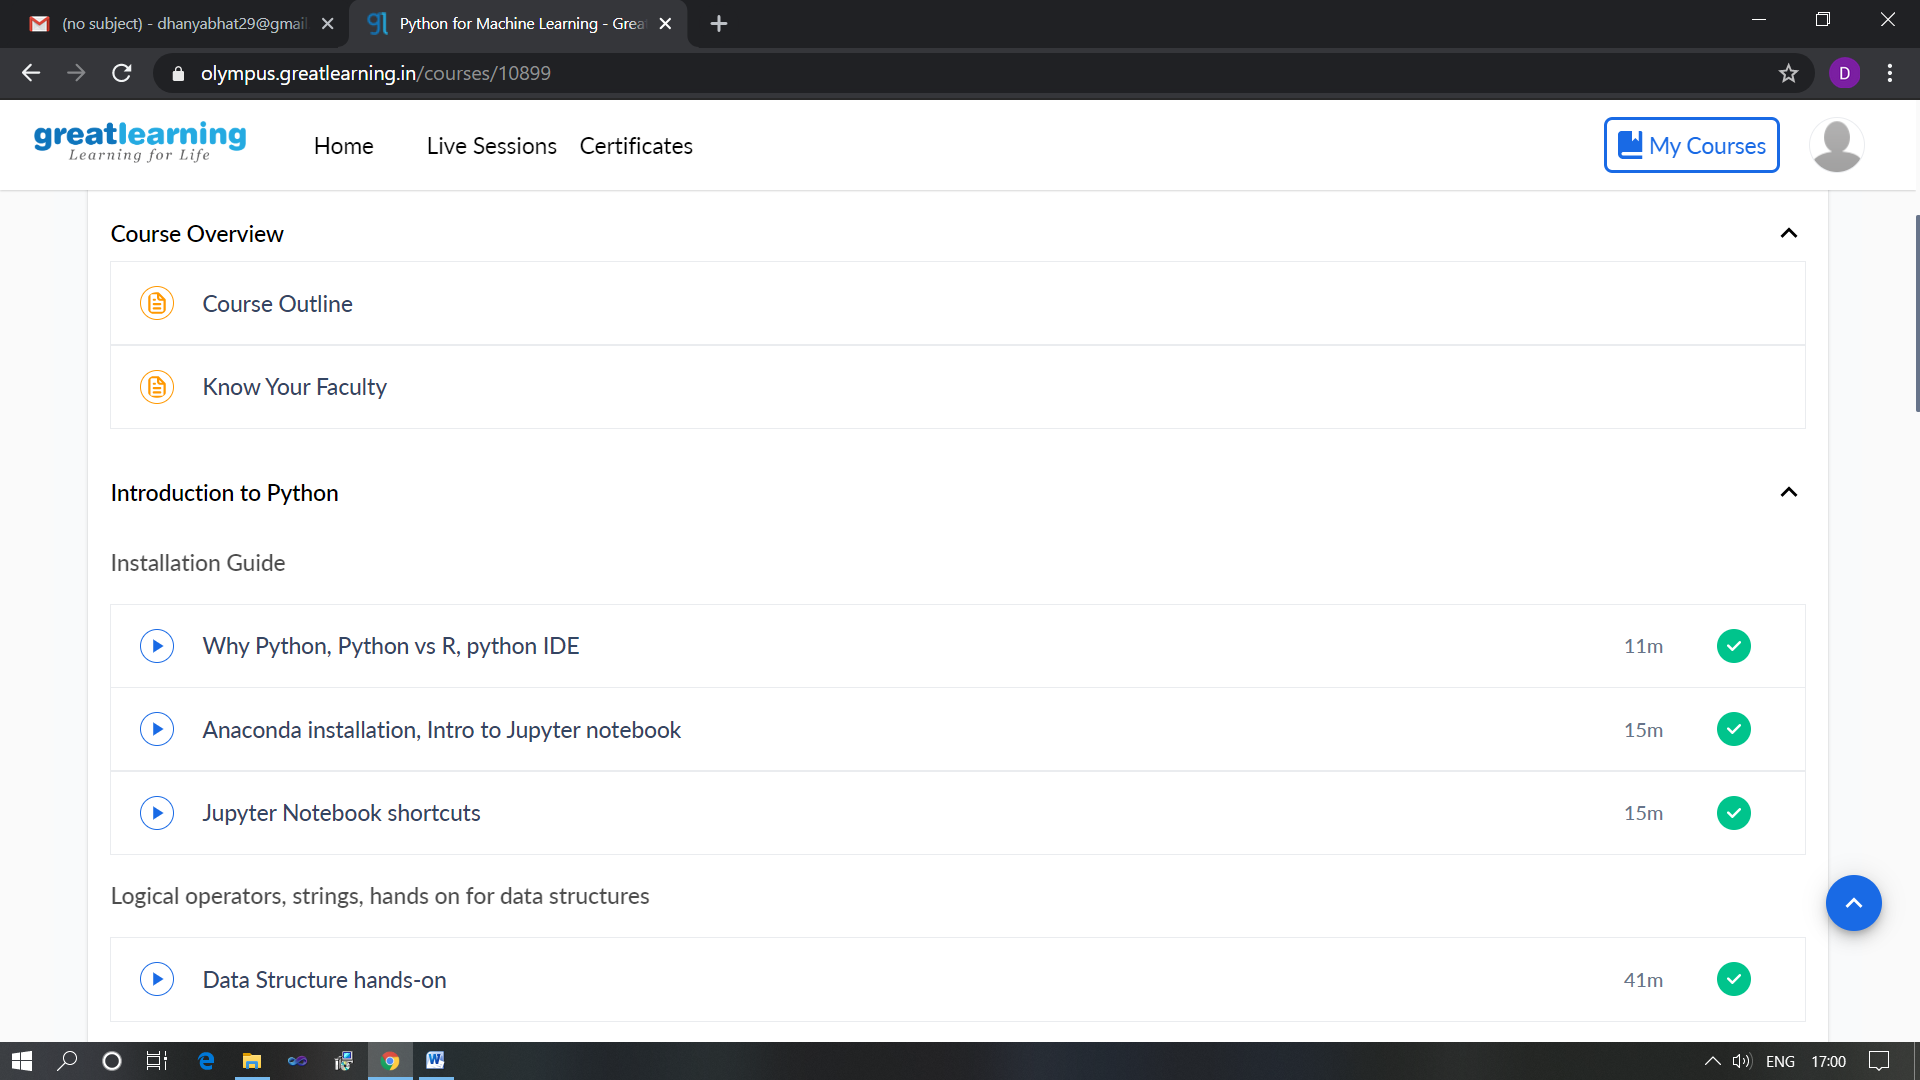 (no subject) - dhanyabhat29@gmai
Python for Machine Learning - Grea
olympus.greatlearning.in/courses/10899
D
greatlearning
Learning for Life
Home
Live Sessions
Certificates
My Courses
Course Overview
Course Outline
Know Your Faculty
Introduction to Python
Installation Guide
Why Python, Python vs R, python IDE
11m
Anaconda installation, Intro to Jupyter notebook
15m
Jupyter Notebook shortcuts
15m
Logical operators, strings, hands on for data structures
Data Structure hands-on
41m
ENG
17:00